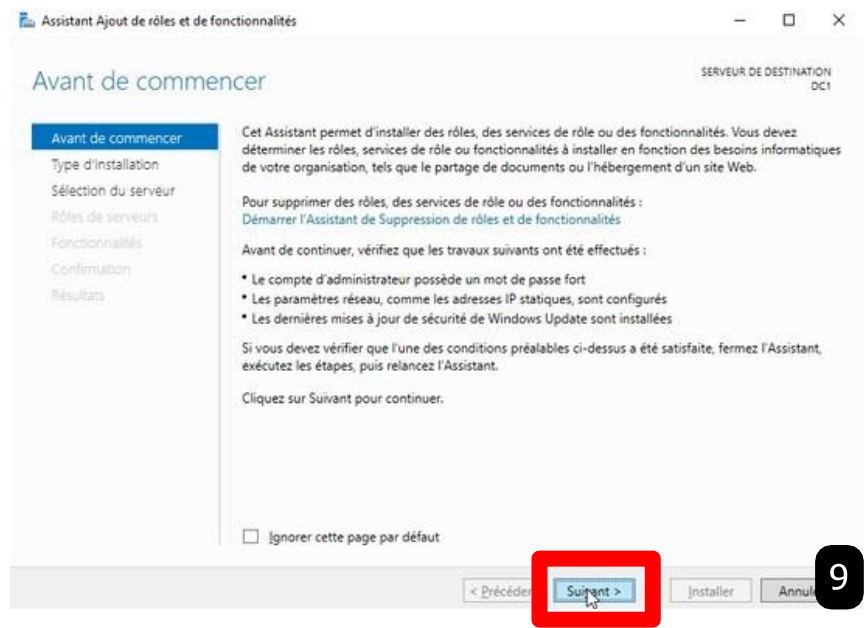 Assistant Ajout de rôles et de fonctionnalités
Avant de commencer
SERVEUR DE DESTINATION
DC1
Avant de commencer
Type d'installation
Sélection du serveur
Rôles de serveurs
Fonctionnalités
Confirmation
Résultats
Cet Assistant permet d'installer des rôles, des services de rôle ou des fonctionnalités. Vous devez
déterminer les rôles, services de rôle ou fonctionnalités à installer en fonction des besoins informatiques
de votre organisation, tels que le partage de documents ou l'hébergement d'un site Web.
Pour supprimer des rôles, des services de rôle ou des fonctionnalités :
Démarrer l'Assistant de Suppression de rôles et de fonctionnalités
Avant de continuer, vérifiez que les travaux suivants ont été effectués :
• Le compte d'administrateur possède un mot de passe fort
• Les paramètres réseau, comme les adresses IP statiques, sont configurés
• Les dernières mises à jour de sécurité de Windows Update sont installées
Si vous devez vérifier que l'une des conditions préalables ci-dessus a été satisfaite, fermez l'Assistant,
exécutez les étapes, puis relancez l'Assistant.
Cliquez sur Suivant pour continuer.
Ignorer cette page par défaut
< Précéden Suivant > Installer Annul
9